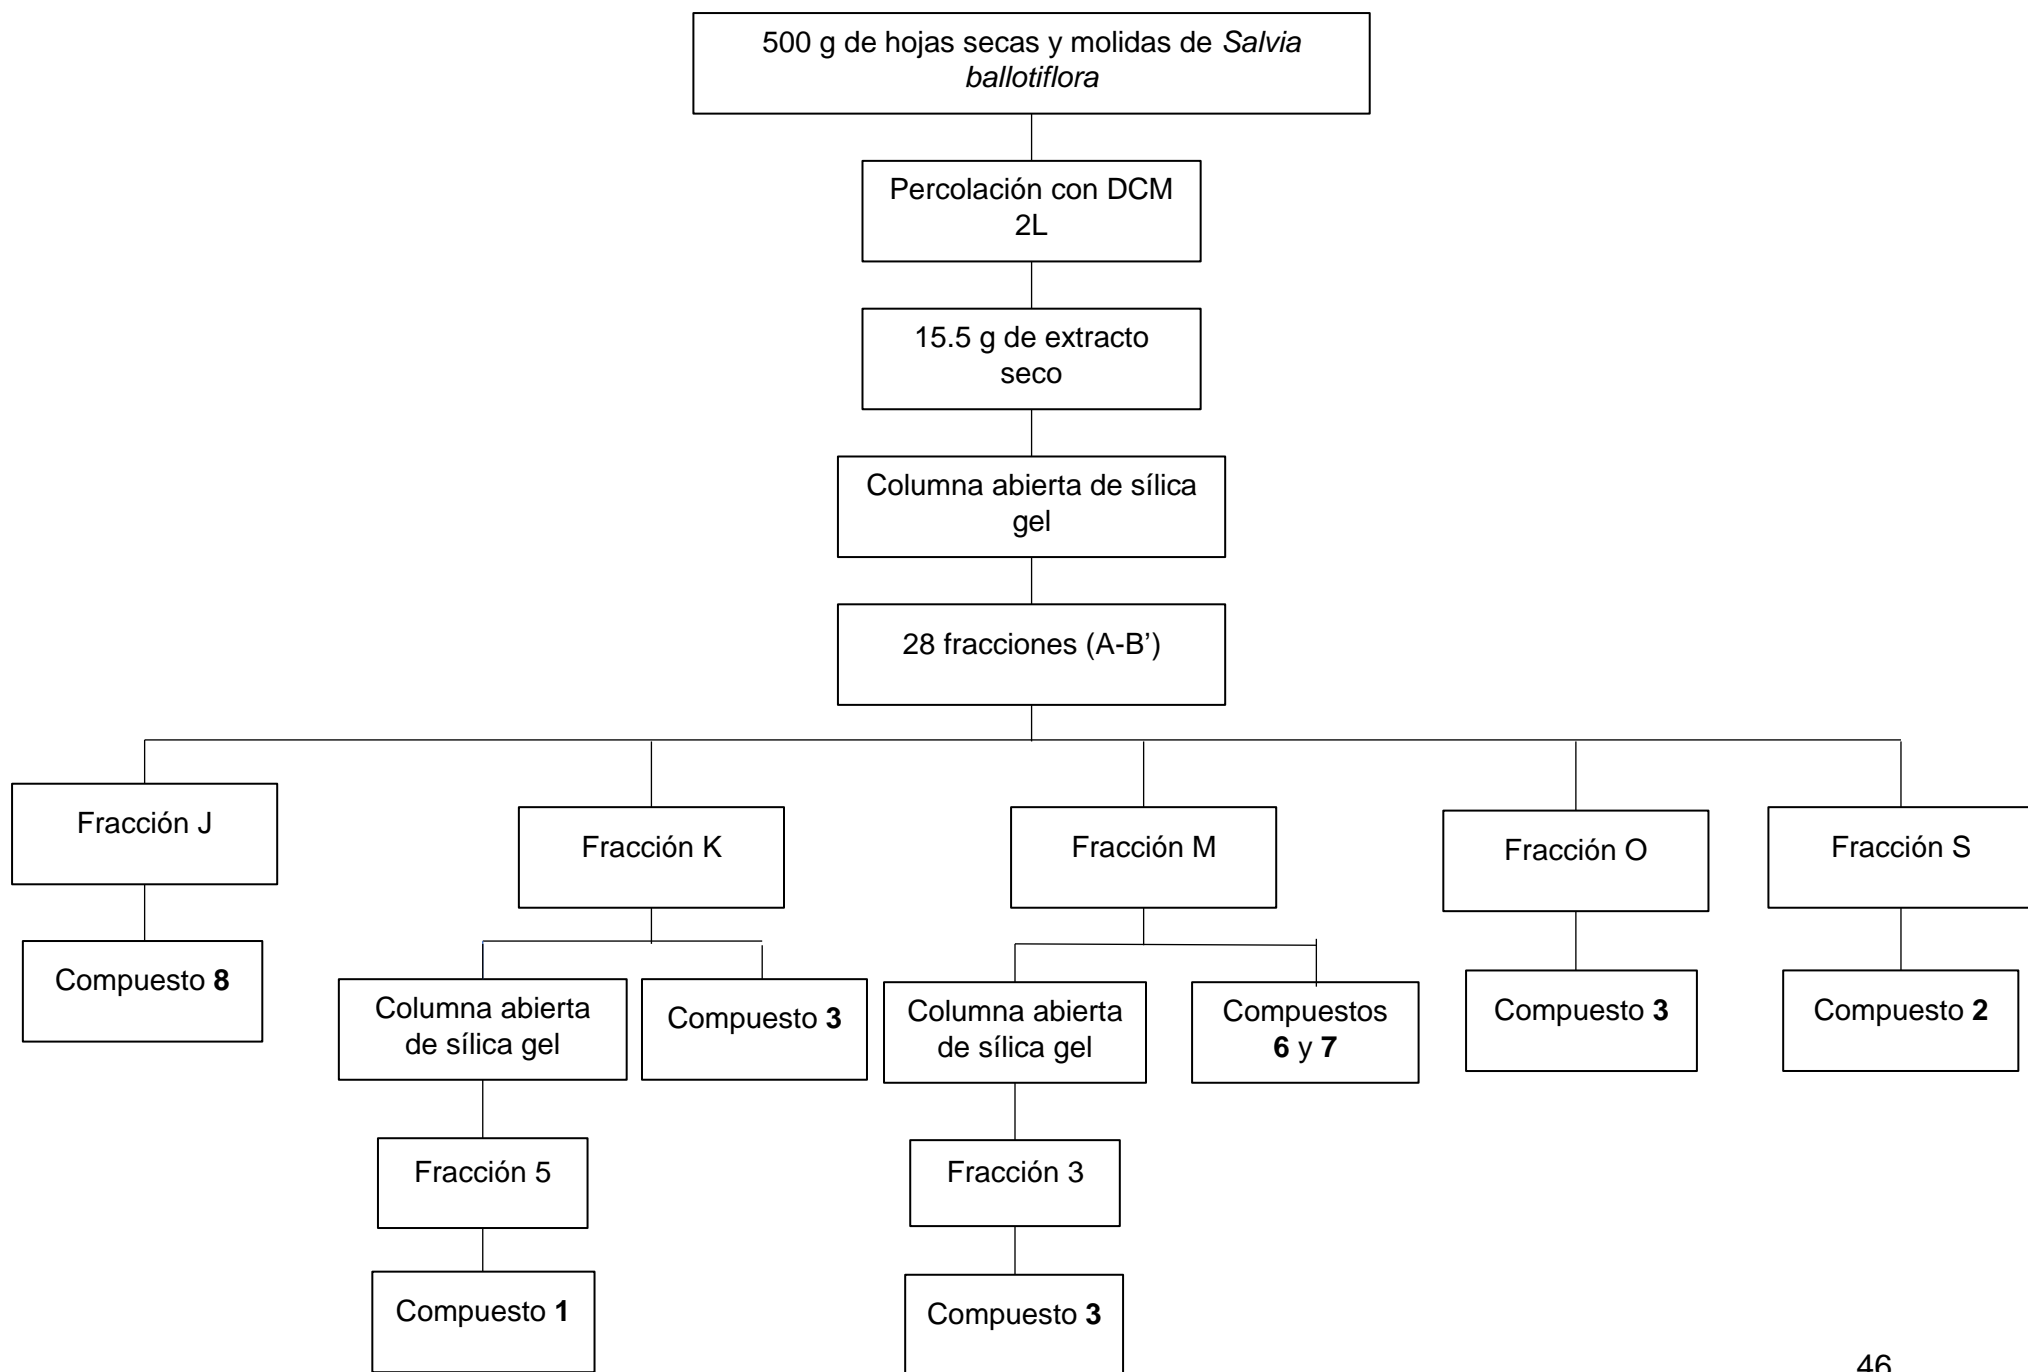 500 g de hojas secas y molidas de Salvia
ballotiflora
Percolación con DCM
2L
15.5 g de extracto
seco
Columna abierta de sílica
gel
28 fracciones (A-B’)
Fracción J
Fracción K
Fracción M
Fracción O
Fracción S
Compuesto 8
Columna abierta
de sílica gel
Compuesto 3
Columna abierta
de sílica gel
Compuestos
6 y 7
Compuesto 3
Compuesto 2
Fracción 5
Fracción 3
Compuesto 1
Compuesto 3
46